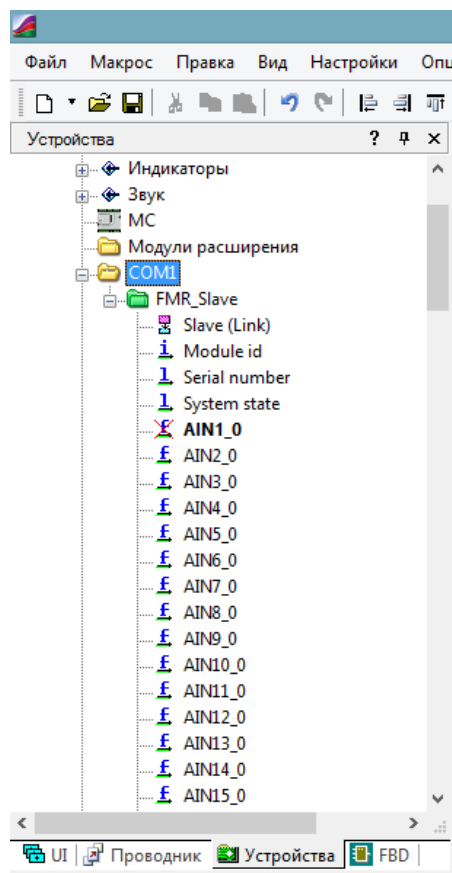 Файл Макрос Правка Вид Настройки Опц
Устройства ? ×
Индикаторы
Звук
MC
Модули расширения
COM1
FMR_Slave
Slave (Link)
i Module id
1 Serial number
1 System state
f AIN1_0
f AIN2_0
f AIN3_0
f AIN4_0
f AIN5_0
f AIN6_0
f AIN7_0
f AIN8_0
f AIN9_0
f AIN10_0
f AIN11_0
f AIN12_0
f AIN13_0
f AIN14_0
f AIN15_0
UI Проводник Устройства FBD